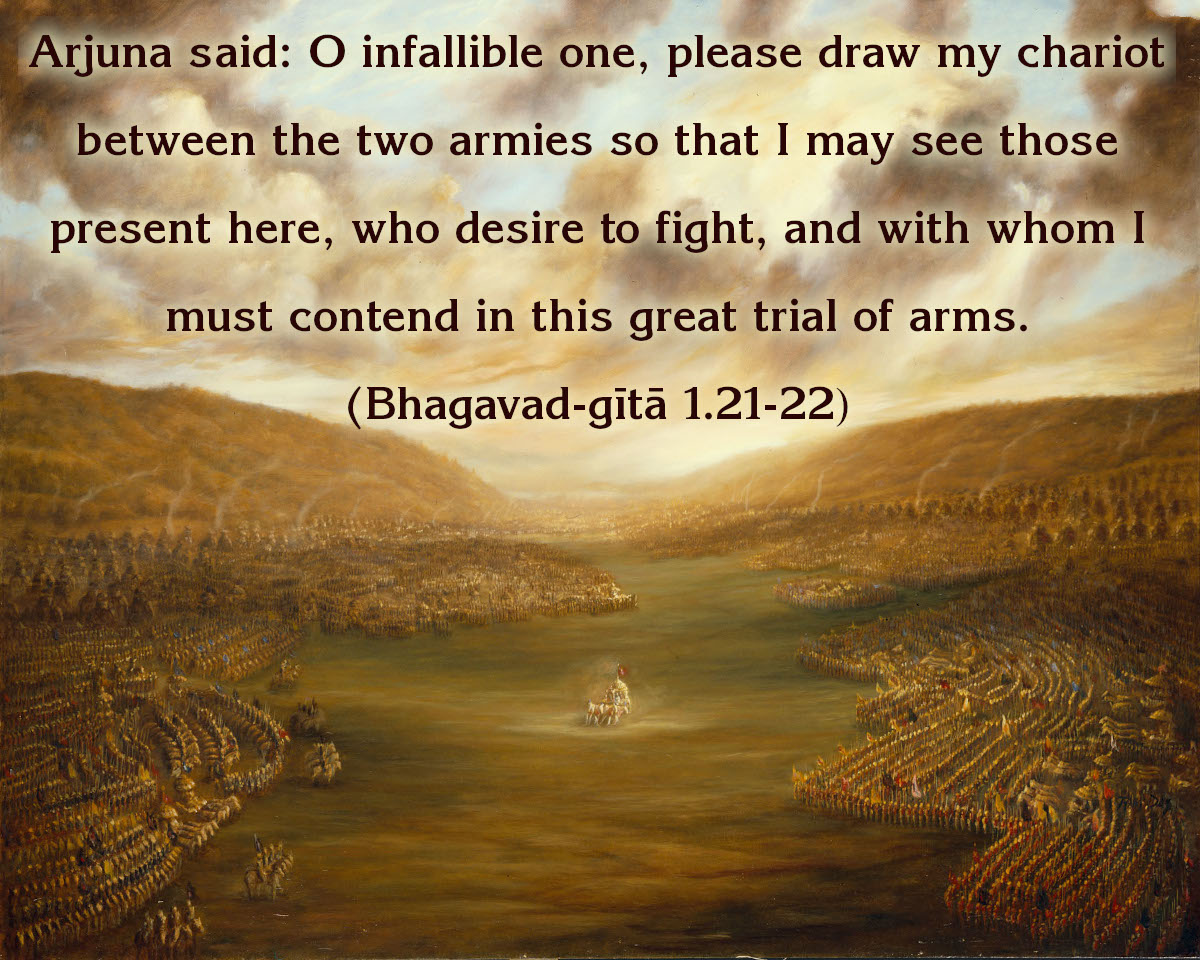 Arjuna said: O infallible one, please draw my chariot
between the two armies so that I may see those
present here, who desire to fight, and with whom I
must contend in this great trial of arms.
(Bhagavad-gītā 1.21-22)